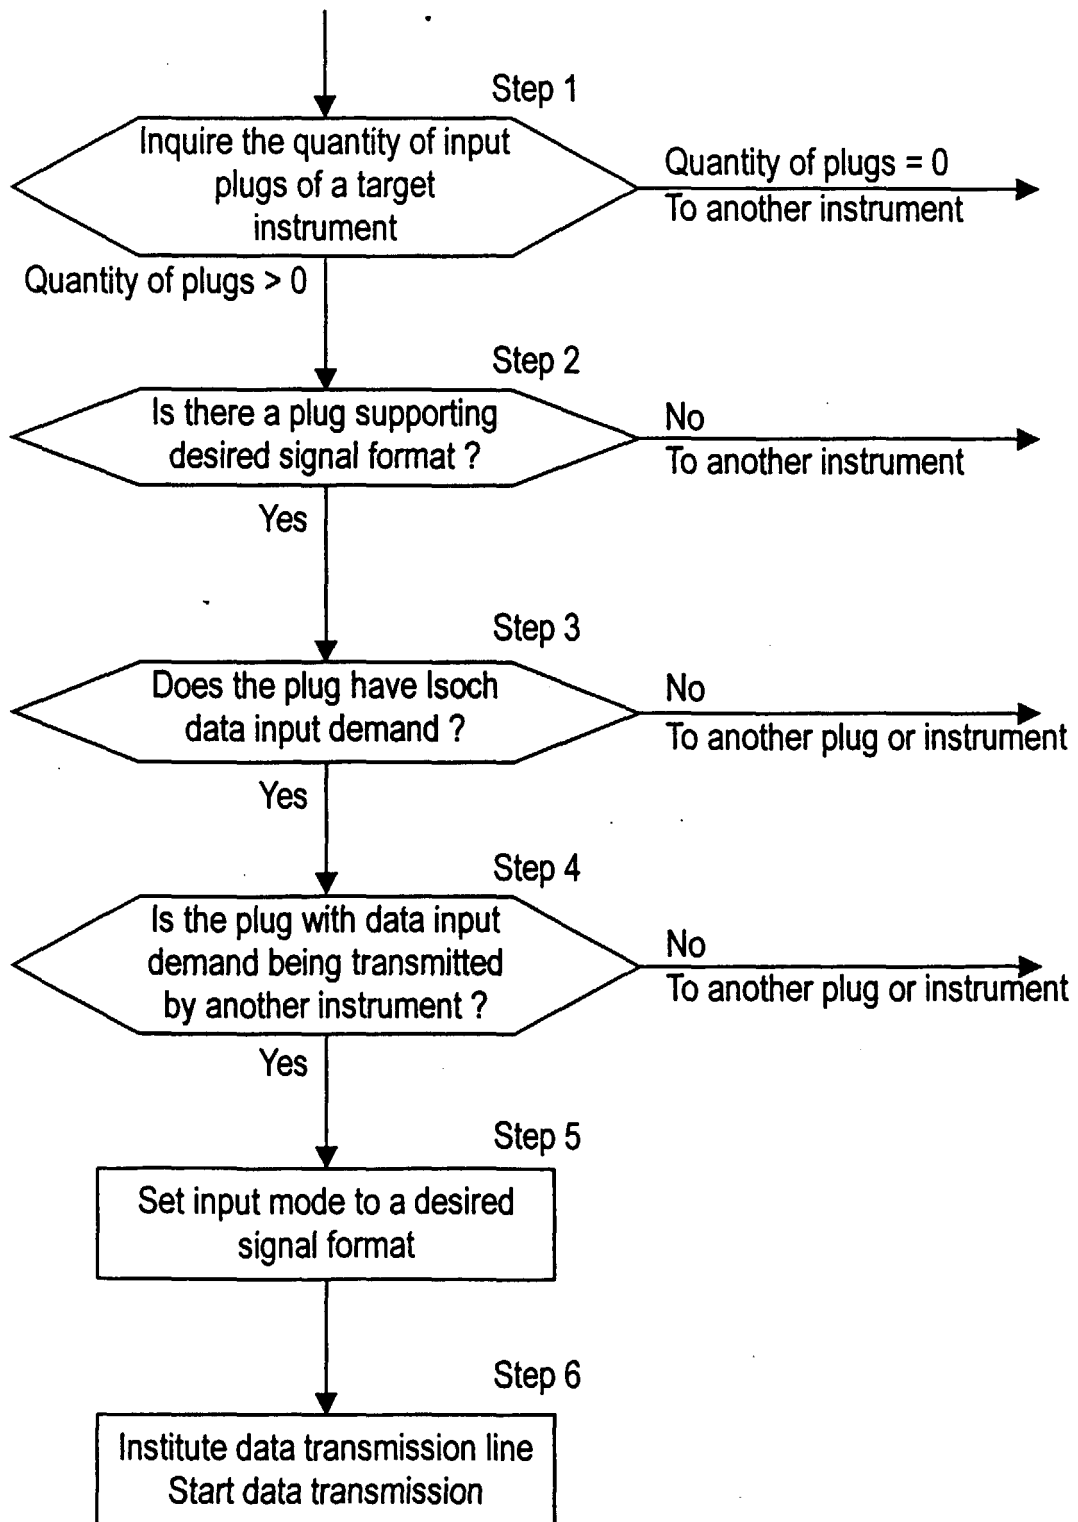 Step 1
Inquire the quantity of input
plugs of a target
instrument
Quantity of plugs = 0
To another instrument
Quantity of plugs > 0
Step 2
Is there a plug supporting
desired signal format ?
No
To another instrument
Yes
Step 3
Does the plug have Isoch
data input demand ?
No
To another plug or instrument
Yes
Step 4
Is the plug with data input
demand being transmitted
by another instrument ?
No
To another plug or instrument
Yes
Step 5
Set input mode to a desired
signal format
Step 6
Institute data transmission line
Start data transmission